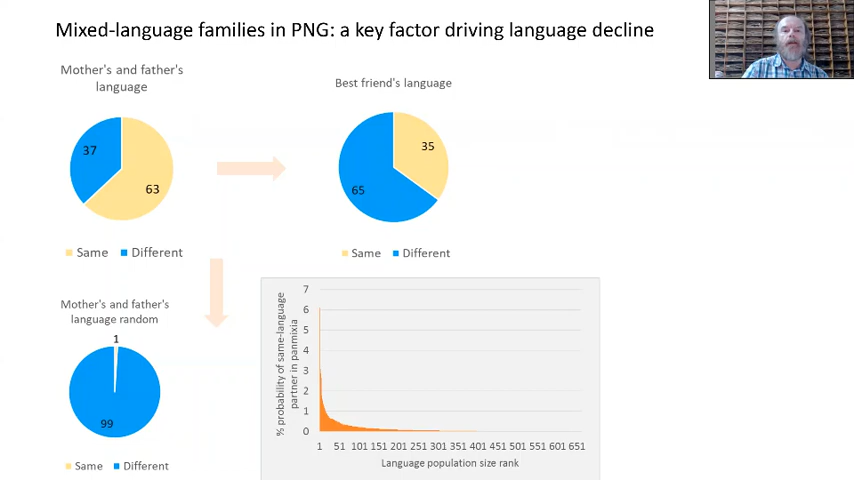 Mixed-language families in PNG: a key factor driving language decline
Mother's and father's
language
37
63
Same Different
Best friend's language
35
65
Same Different
Mother's and father's
language random
1
99
Same Different
% probability of same-language
partner in panmixia
7
6
5
4
3
2
1
0
1 51 101 151 201 251 301 351 401 451 501 551 601 651
Language population size rank